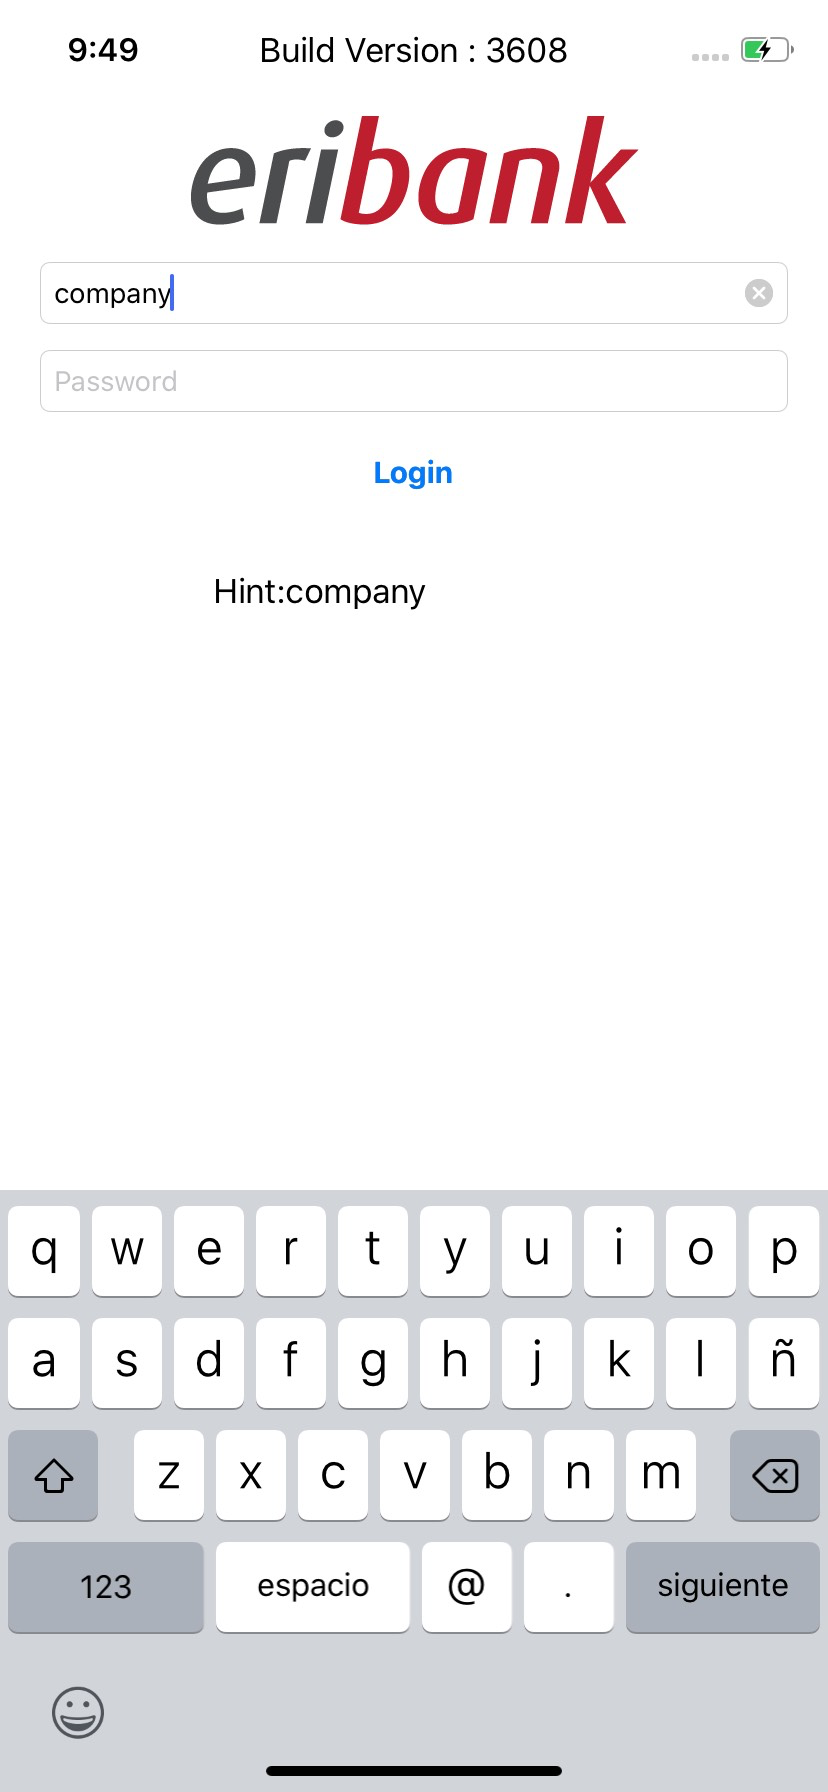 9:49 Build Version : 3608
eribank
company
Password
Login
Hint:company
q w e r t y u i o p
a s d f g h j k l ñ
z x c v b n m
123 espacio @ . siguiente